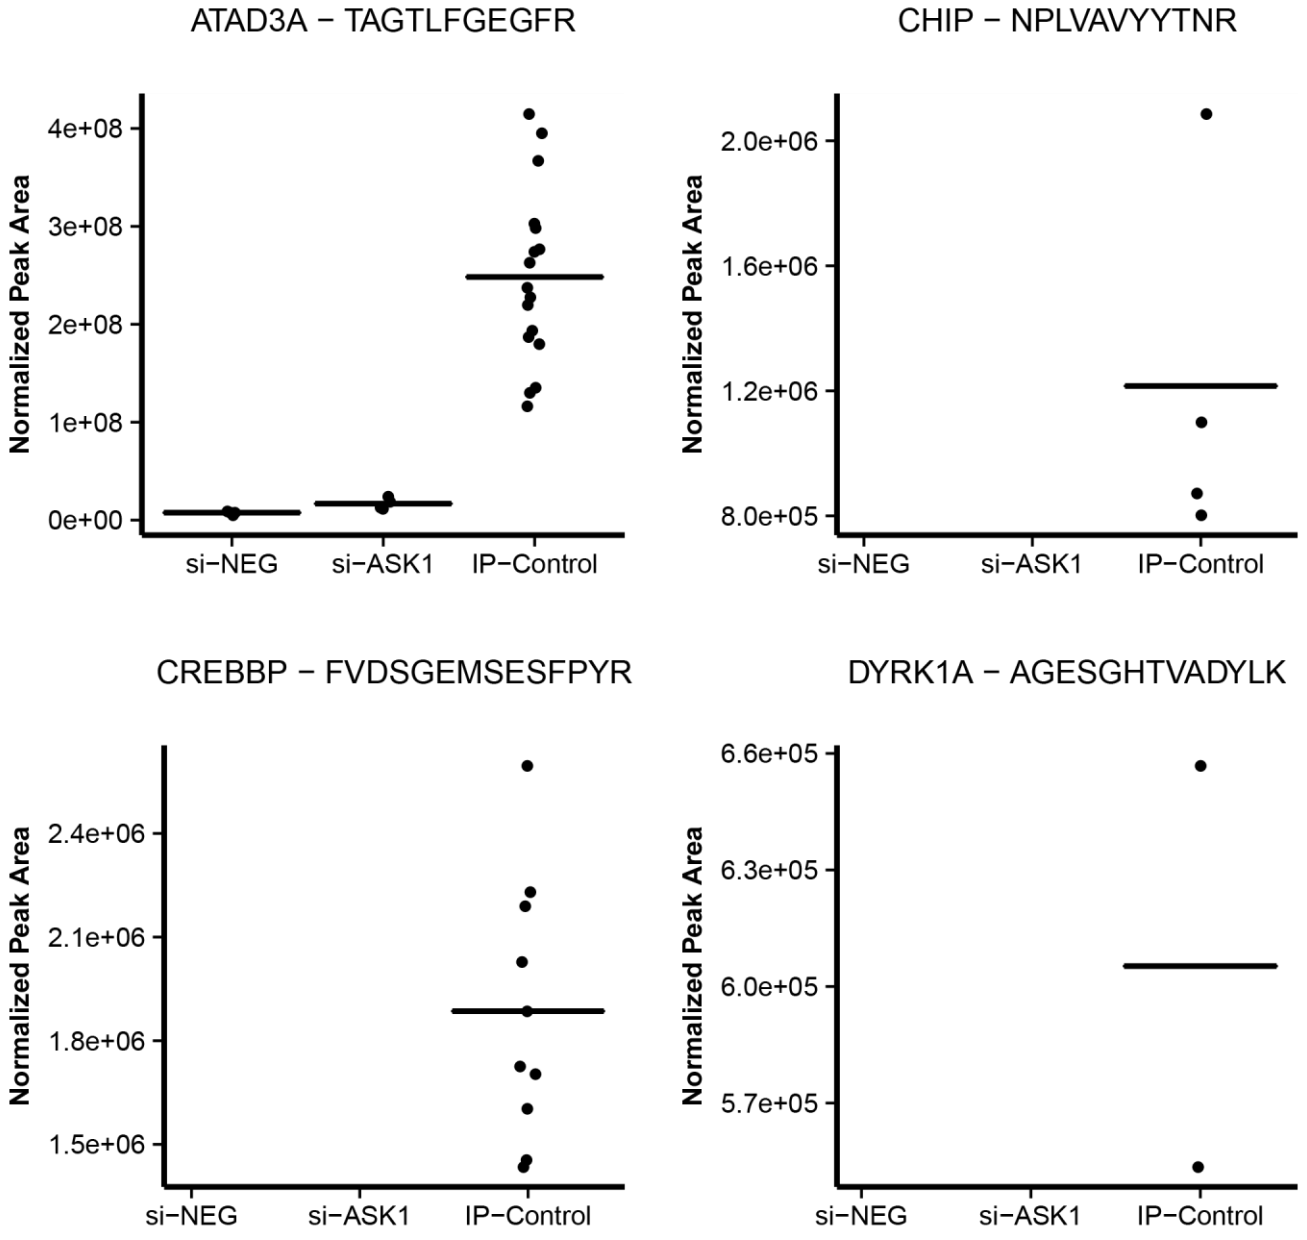 ATAD3A − TAGTLFGEGFR
Normalized Peak Area
4e+08
3e+08
2e+08
1e+08
0e+00
si−NEG si−ASK1 IP−Control
CHIP − NPLVAVYYTNR
Normalized Peak Area
2.0e+06
1.6e+06
1.2e+06
8.0e+05
si−NEG si−ASK1 IP−Control
CREBBP − FVDSGEMSESFPYR
Normalized Peak Area
2.4e+06
2.1e+06
1.8e+06
1.5e+06
si−NEG si−ASK1 IP−Control
DYRK1A − AGESGHTVADYLK
Normalized Peak Area
6.6e+05
6.3e+05
6.0e+05
5.7e+05
si−NEG si−ASK1 IP−Control